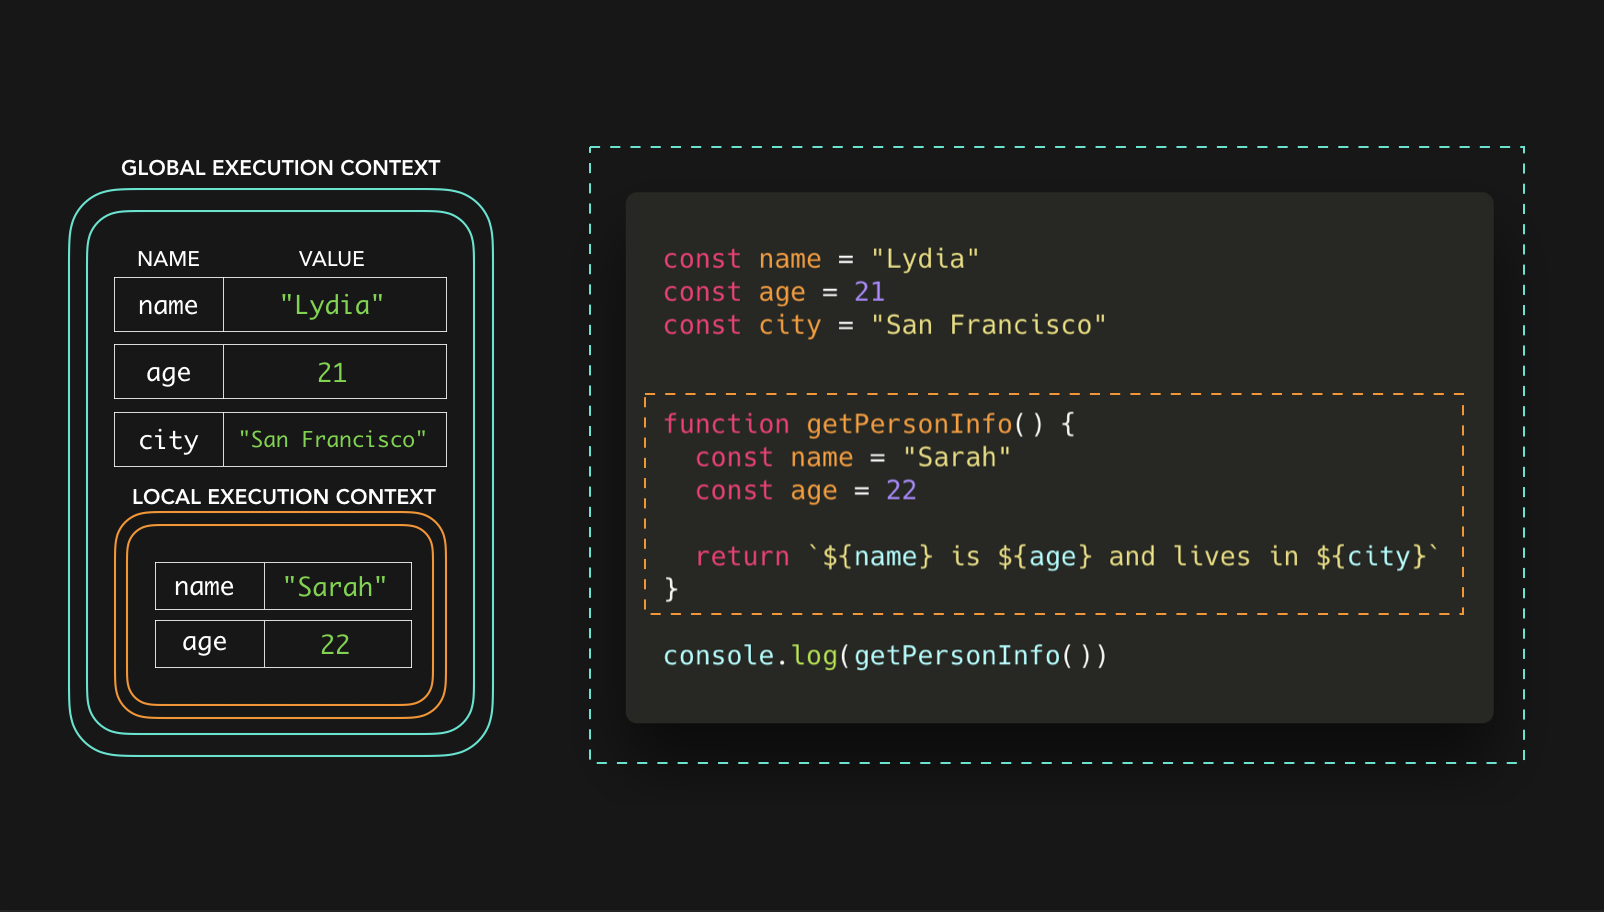 GLOBAL EXECUTION CONTEXT
NAME VALUE
name "Lydia"
age 21
city "San Francisco"
LOCAL EXECUTION CONTEXT
name "Sarah"
age 22
const name = "Lydia"
const age = 21
const city = "San Francisco"
function getPersonInfo() {
  const name = "Sarah"
  const age = 22
  return `${name} is ${age} and lives in ${city}`
}
console.log(getPersonInfo())